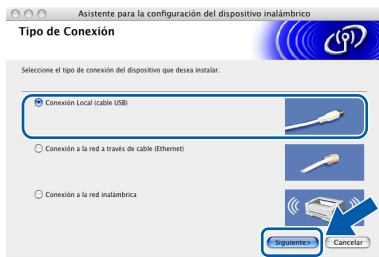 Asistente para la configuración del dispositivo inalámbrico
Tipo de Conexión
Seleccione el tipo de conexión del dispositivo que desea instalar.
Conexión Local (cable USB)
Conexión a la red a través de cable (Ethernet)
Conexión a la red inalámbrica
Siguiente> Cancelar